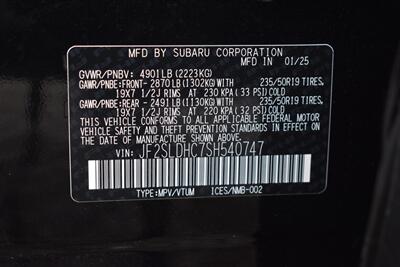 MFD. BY SUBARU CORPORATION
MADE IN 01/25
GVWR/PNBV: 4901LB(2223KG)
GAWR/PNBE:FRONT- 2870LB(1302KG)WITH 235/50R19 TIRES,
19X7 1/2J RIMS AT 230 KPA(33 PSI)COLD
GAWR/PNBE:REAR - 2491LB(1130KG)WITH 235/50R19 TIRES,
19X7 1/2J RIMS AT 220 KPA(32 PSI)COLD
THIS VEHICLE CONFORMS TO ALL APPLICABLE FEDERAL MOTOR
VEHICLE SAFETY AND THEFT PREVENTION STANDARDS IN EFFECT
ON THE DATE OF MANUFACTURE SHOWN ABOVE.
VIN: JF2SLDHC7SH540747
TYPE:MPV/VTUM ICES/NMB-002